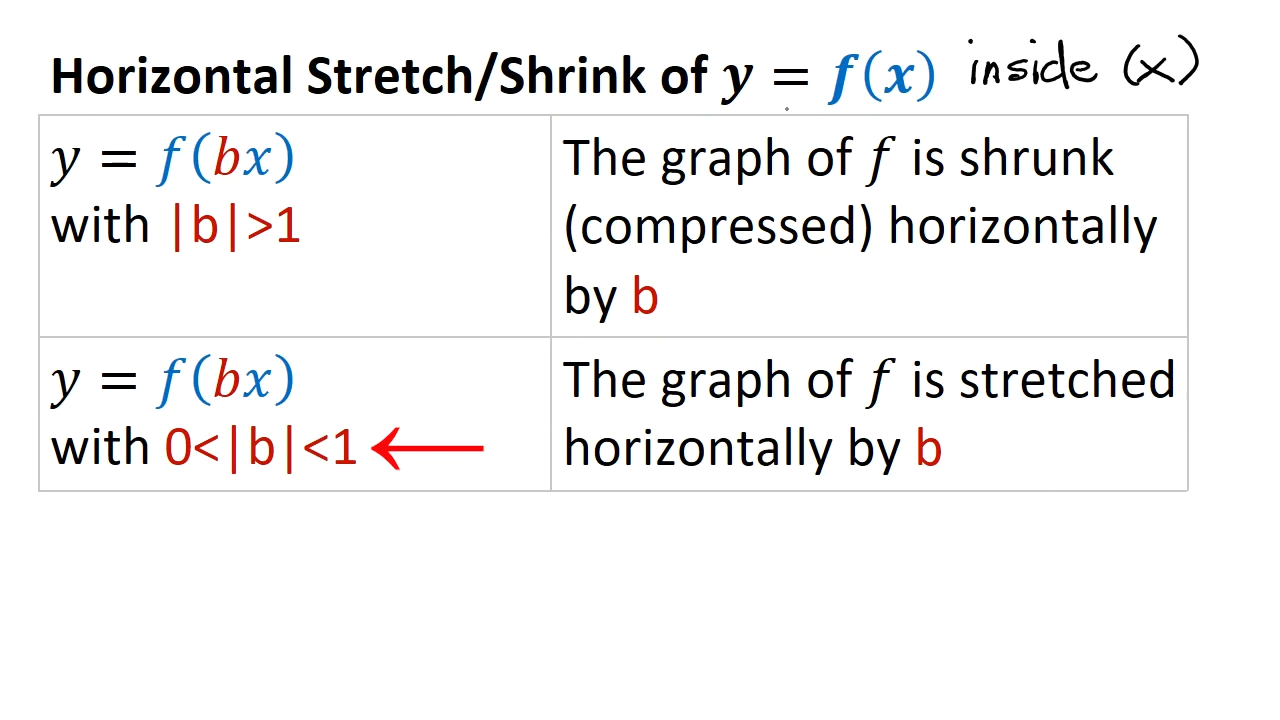 Horizontal Stretch/Shrink of y = f(x) inside (x)
y = f(bx)
with |b|>1
The graph of f is shrunk
(compressed) horizontally
by b
y = f(bx)
with 0<|b|<1
The graph of f is stretched
horizontally by b